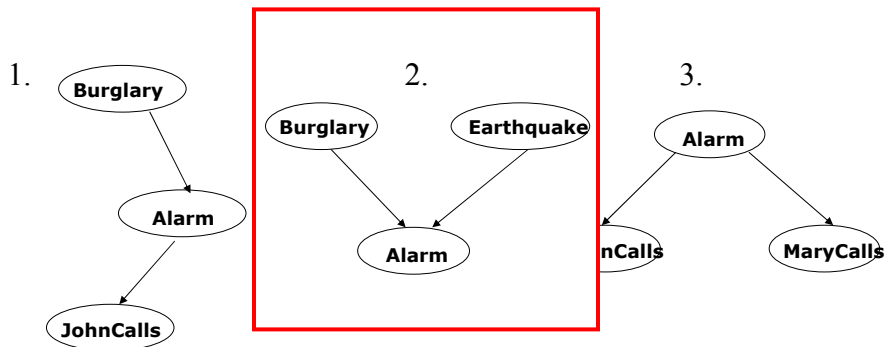 1.
Burglary
Alarm
JohnCalls
2.
Burglary
Earthquake
Alarm
3.
Alarm
nCalls
MaryCalls